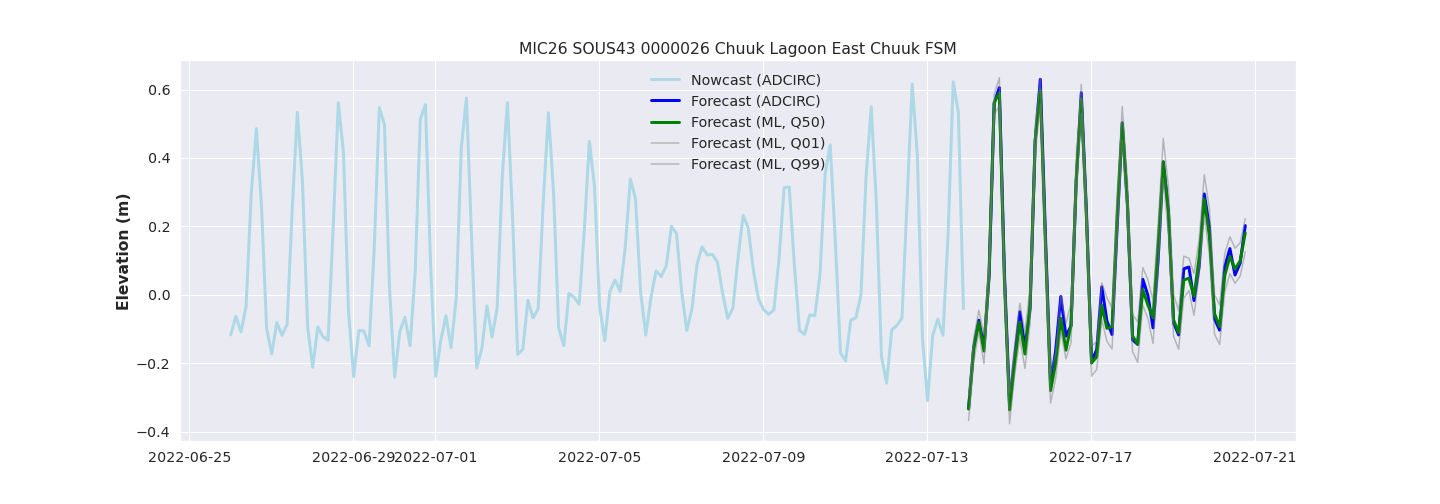 MIC26 SOUS43 0000026 Chuuk Lagoon East Chuuk FSM
Nowcast (ADCIRC)
Forecast (ADCIRC)
Forecast (ML, Q50)
Forecast (ML, Q01)
Forecast (ML, Q99)
Elevation (m)
0.6
0.4
0.2
0.0
−0.2
−0.4
2022-06-25 2022-06-29 2022-07-01 2022-07-05 2022-07-09 2022-07-13 2022-07-17 2022-07-21